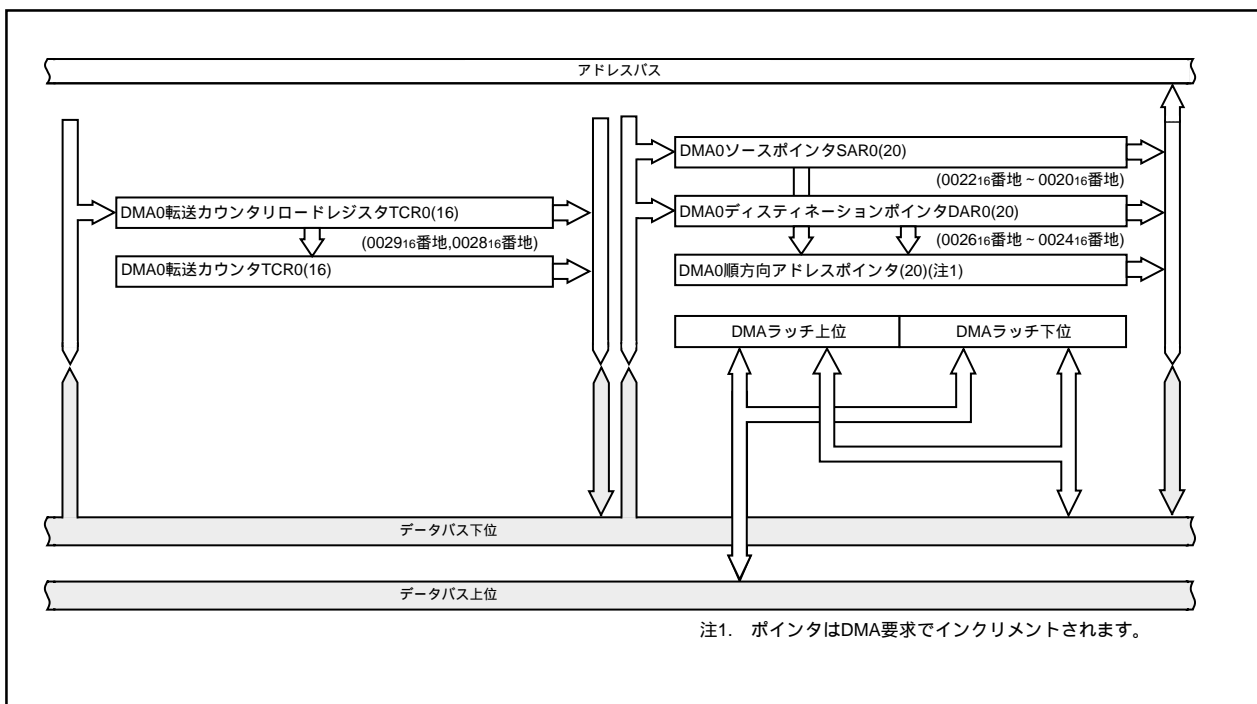 アドレスバス
DMA0ソースポインタSAR0(20)
(002216番地 ~ 002016番地)
DMA0転送カウンタリロードレジスタTCR0(16)
DMA0ディスティネーションポインタDAR0(20)
(002916番地,002816番地)
(002616番地 ~ 002416番地)
DMA0転送カウンタTCR0(16)
DMA0順方向アドレスポインタ(20)(注1)
DMAラッチ上位
DMAラッチ下位
データバス下位
データバス上位
注1. ポインタはDMA要求でインクリメントされます。